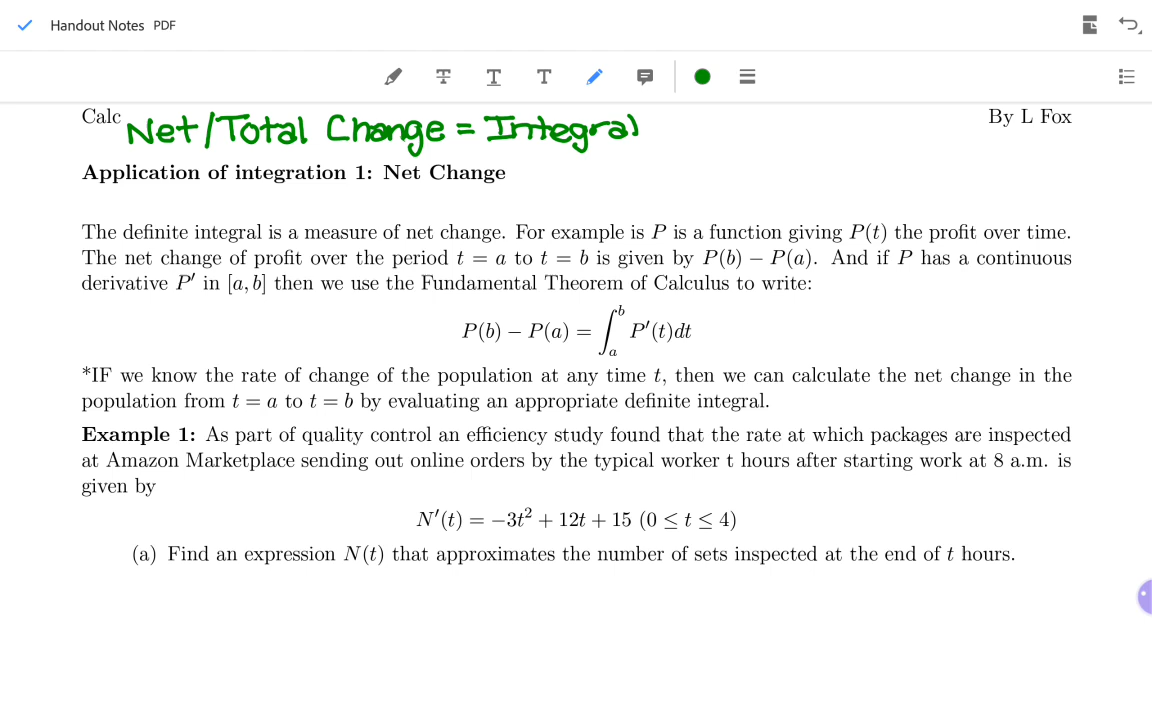 Handout Notes PDF
Calc Net/Total Change = Integral By L Fox
Application of integration 1: Net Change
The definite integral is a measure of net change. For example is P is a function giving P(t) the profit over time.
The net change of profit over the period t = a to t = b is given by P(b) − P(a). And if P has a continuous
derivative P′ in [a, b] then we use the Fundamental Theorem of Calculus to write:
P(b) − P(a) = ∫ₐᵇ P′(t)dt
*IF we know the rate of change of the population at any time t, then we can calculate the net change in the
population from t = a to t = b by evaluating an appropriate definite integral.
Example 1: As part of quality control an efficiency study found that the rate at which packages are inspected
at Amazon Marketplace sending out online orders by the typical worker t hours after starting work at 8 a.m. is
given by
N′(t) = −3t² + 12t + 15 (0 ≤ t ≤ 4)
(a) Find an expression N(t) that approximates the number of sets inspected at the end of t hours.